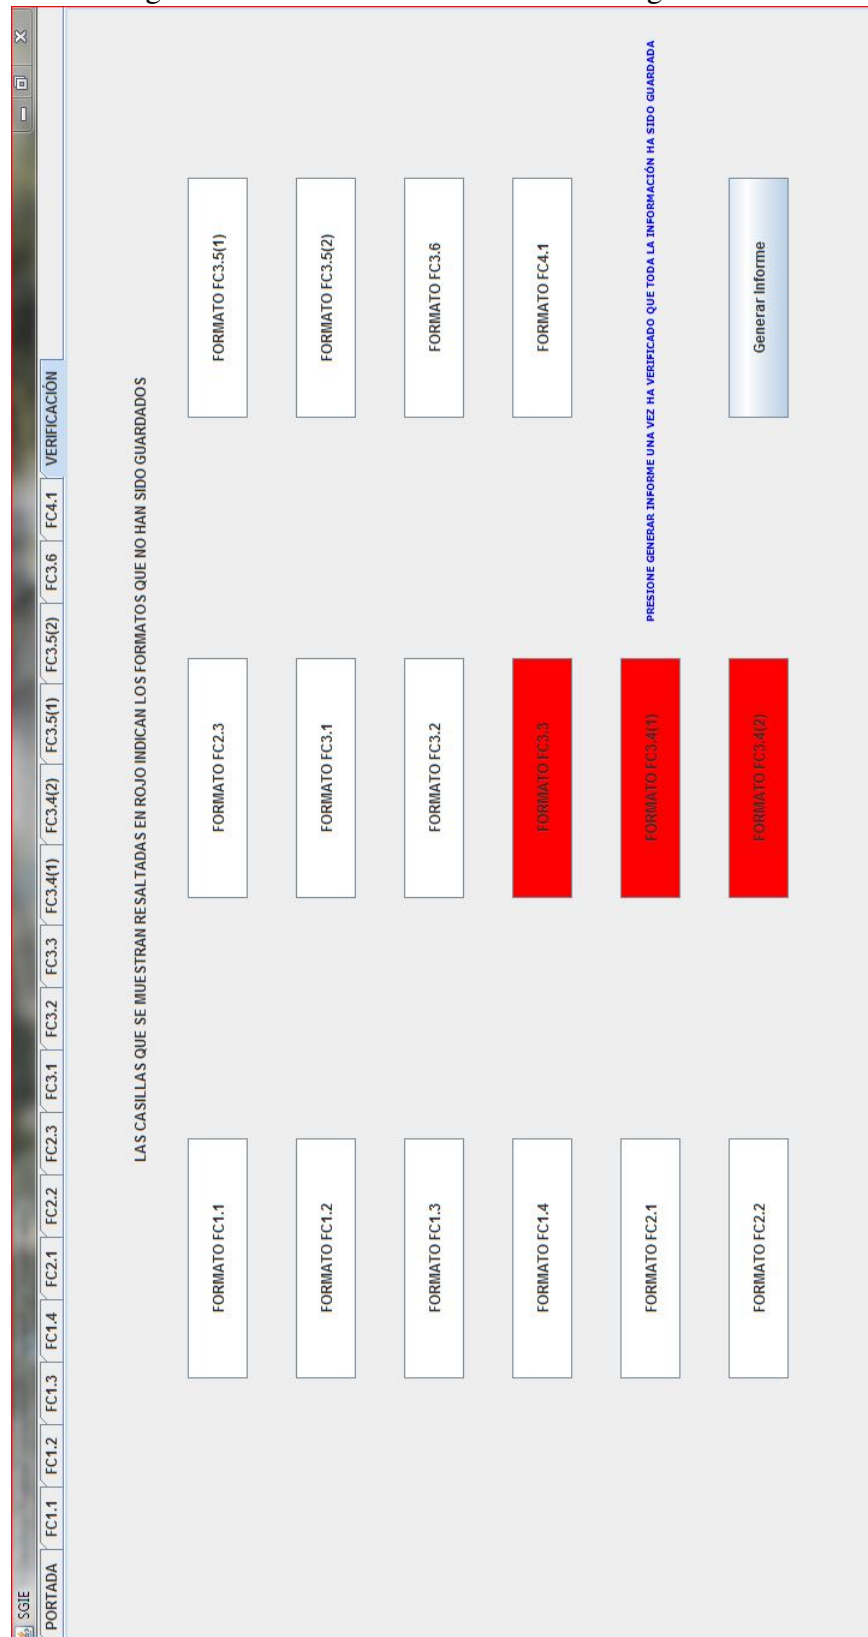 SGIE
PORTADA FC1.1 FC1.2 FC1.3 FC1.4 FC2.1 FC2.2 FC2.3 FC3.1 FC3.2 FC3.3 FC3.4(1) FC3.4(2) FC3.5(1) FC3.5(2) FC3.6 FC4.1 VERIFICACIÓN
LAS CASILLAS QUE SE MUESTRAN RESALTADAS EN ROJO INDICAN LOS FORMATOS QUE NO HAN SIDO GUARDADOS
FORMATO FC1.1 FORMATO FC2.3 FORMATO FC3.5(1)
FORMATO FC1.2 FORMATO FC3.1 FORMATO FC3.5(2)
FORMATO FC1.3 FORMATO FC3.2 FORMATO FC3.6
FORMATO FC1.4 FORMATO FC3.3 FORMATO FC4.1
FORMATO FC2.1 FORMATO FC3.4(1) PRESIONE GENERAR INFORME UNA VEZ HA VERIFICADO QUE TODA LA INFORMACIÓN HA SIDO GUARDADA
FORMATO FC2.2 FORMATO FC3.4(2) Generar Informe